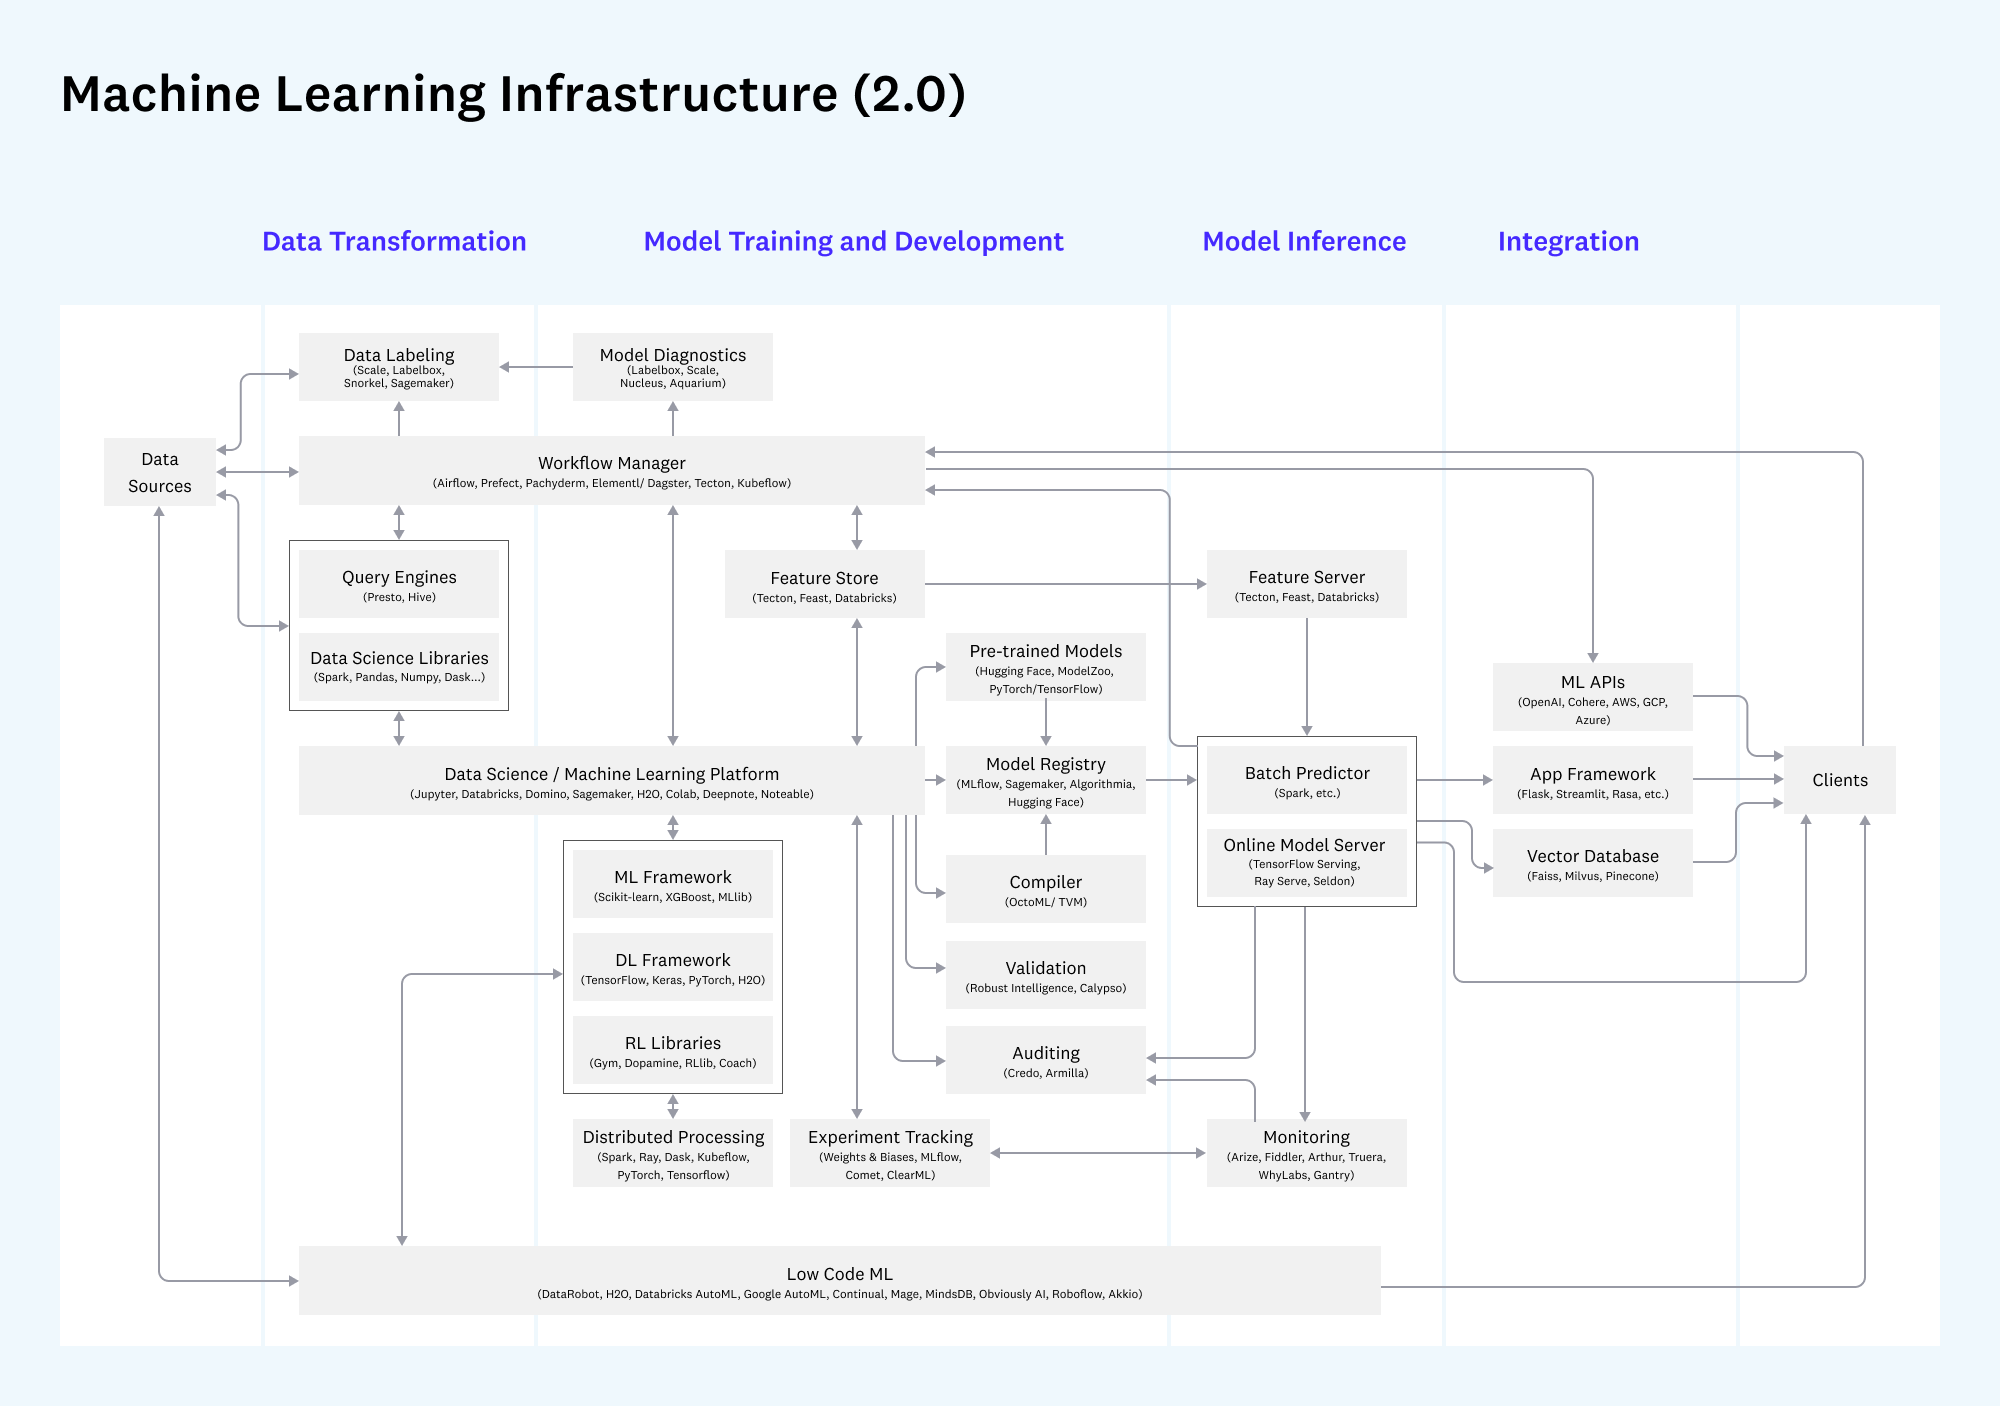 Machine Learning Infrastructure (2.0)
Data Transformation
Model Training and Development
Model Inference
Integration
Data Labeling
(Scale, Labelbox,
Snorkel, Sagemaker)
Model Diagnostics
(Labelbox, Scale,
Nucleus, Aquarium)
Data
Sources
Workflow Manager
(Airflow, Prefect, Pachyderm, Elementl/ Dagster, Tecton, Kubeflow)
Query Engines
(Presto, Hive)
Data Science Libraries
(Spark, Pandas, Numpy, Dask...)
Feature Store
(Tecton, Feast, Databricks)
Feature Server
(Tecton, Feast, Databricks)
Pre-trained Models
(Hugging Face, ModelZoo,
PyTorch/TensorFlow)
ML APIs
(OpenAI, Cohere, AWS, GCP,
Azure)
Data Science / Machine Learning Platform
(Jupyter, Databricks, Domino, Sagemaker, H2O, Colab, Deepnote, Noteable)
Model Registry
(MLflow, Sagemaker, Algorithmia,
Hugging Face)
Batch Predictor
(Spark, etc.)
App Framework
(Flask, Streamlit, Rasa, etc.)
Clients
Online Model Server
(TensorFlow Serving,
Ray Serve, Seldon)
Vector Database
(Faiss, Milvus, Pinecone)
ML Framework
(Scikit-learn, XGBoost, MLlib)
Compiler
(OctoML/ TVM)
DL Framework
(TensorFlow, Keras, PyTorch, H2O)
Validation
(Robust Intelligence, Calypso)
RL Libraries
(Gym, Dopamine, RLlib, Coach)
Auditing
(Credo, Armilla)
Distributed Processing
(Spark, Ray, Dask, Kubeflow,
PyTorch, Tensorflow)
Experiment Tracking
(Weights & Biases, MLflow,
Comet, ClearML)
Monitoring
(Arize, Fiddler, Arthur, Truera,
WhyLabs, Gantry)
Low Code ML
(DataRobot, H2O, Databricks AutoML, Google AutoML, Continual, Mage, MindsDB, Obviously AI, Roboflow, Akkio)